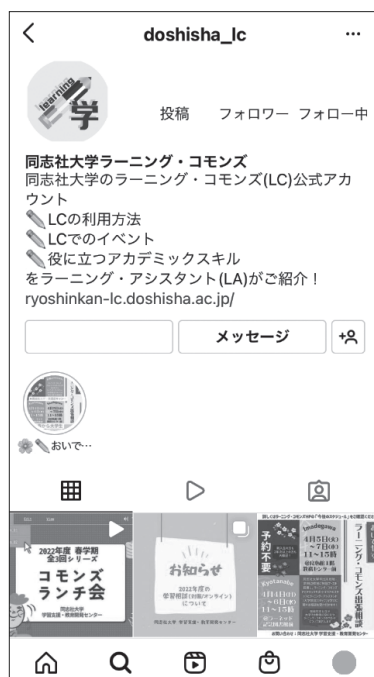 doshisha_lc
learning
学
投稿 フォロワー フォロー中
同志社大学ラーニング・コモンズ
同志社大学のラーニング・コモンズ(LC)公式アカ
ウント
✏️LCの利用方法
✏️LCでのイベント
✏️役に立つアカデミックスキル
をラーニング・アシスタント(LA)がご紹介！
ryoshinkan-lc.doshisha.ac.jp/
メッセージ
🌸✏️おいで…
2022年度 春学期
全3回シリーズ
コモンズ
ランチ会
同志社大学
学習支援・教育開発センター
お知らせ
2022年度の
学習相談(対面/オンライン)
について
同志社大学 学習支援・教育開発センター
予約不要
Imadegawa
4月5日(火)
～7日(木)
11～15時
Kyotanabe
11～15時
ラーニング・コモンズ出張相談